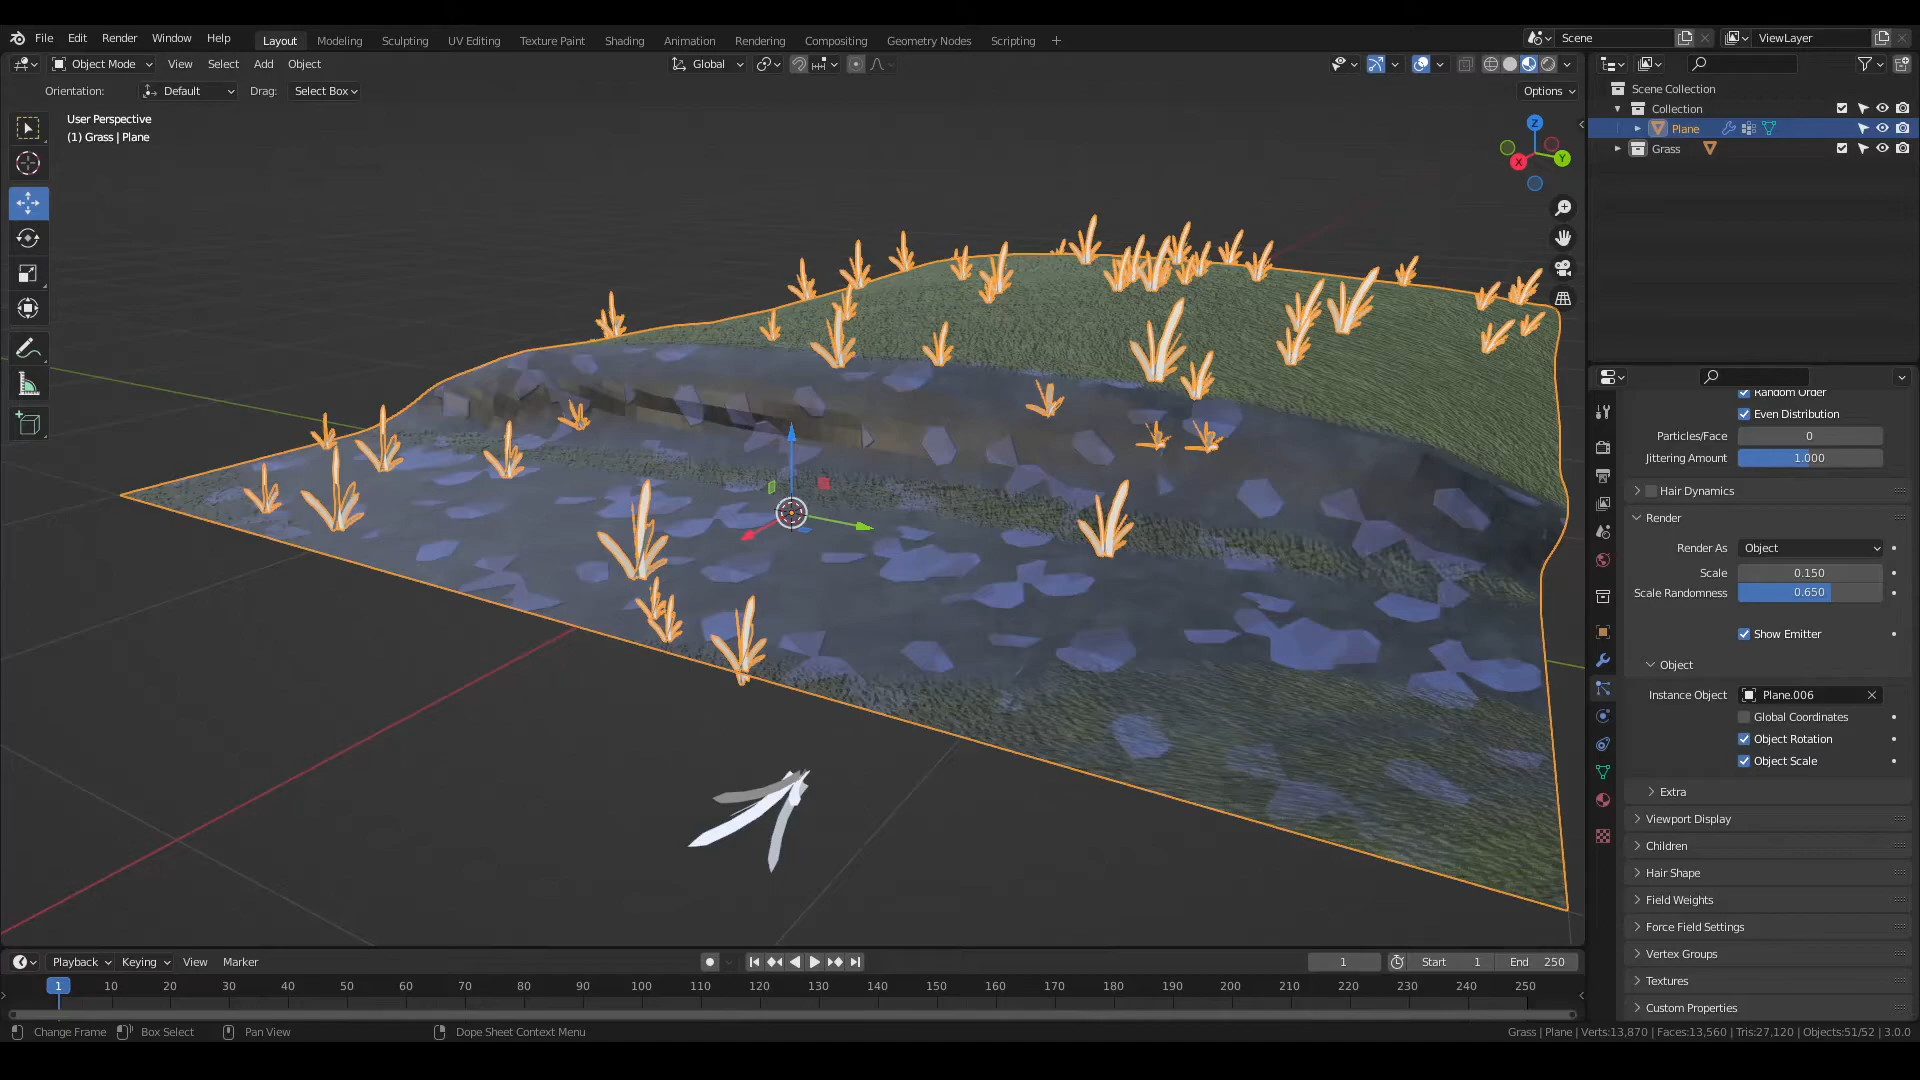 File Edit Render Window Help Layout Modeling Sculpting UV Editing Texture Paint Shading Animation Rendering Compositing Geometry Nodes Scripting Scene ViewLayer
Object Mode View Select Add Object Global
Orientation: Default Drag: Select Box Options
User Perspective
(1) Grass | Plane
Z
X
Y
Scene Collection
Collection
Plane
Grass
Random Order
Even Distribution
Particles/Face 0
Jittering Amount 1.000
Hair Dynamics
Render
Render As Object
Scale 0.150
Scale Randomness 0.650
Show Emitter
Object
Instance Object Plane.006
Global Coordinates
Object Rotation
Object Scale
Extra
Viewport Display
Children
Hair Shape
Field Weights
Force Field Settings
Vertex Groups
Textures
Custom Properties
Playback Keying View Marker 1 Start 1 End 250
1 10 20 30 40 50 60 70 80 90 100 110 120 130 140 150 160 170 180 190 200 210 220 230 240 250
Change Frame Box Select Pan View Dope Sheet Context Menu Grass | Plane | Verts:13,870 | Faces:13,560 | Tris:27,120 | Objects:51/52 | 3.0.0